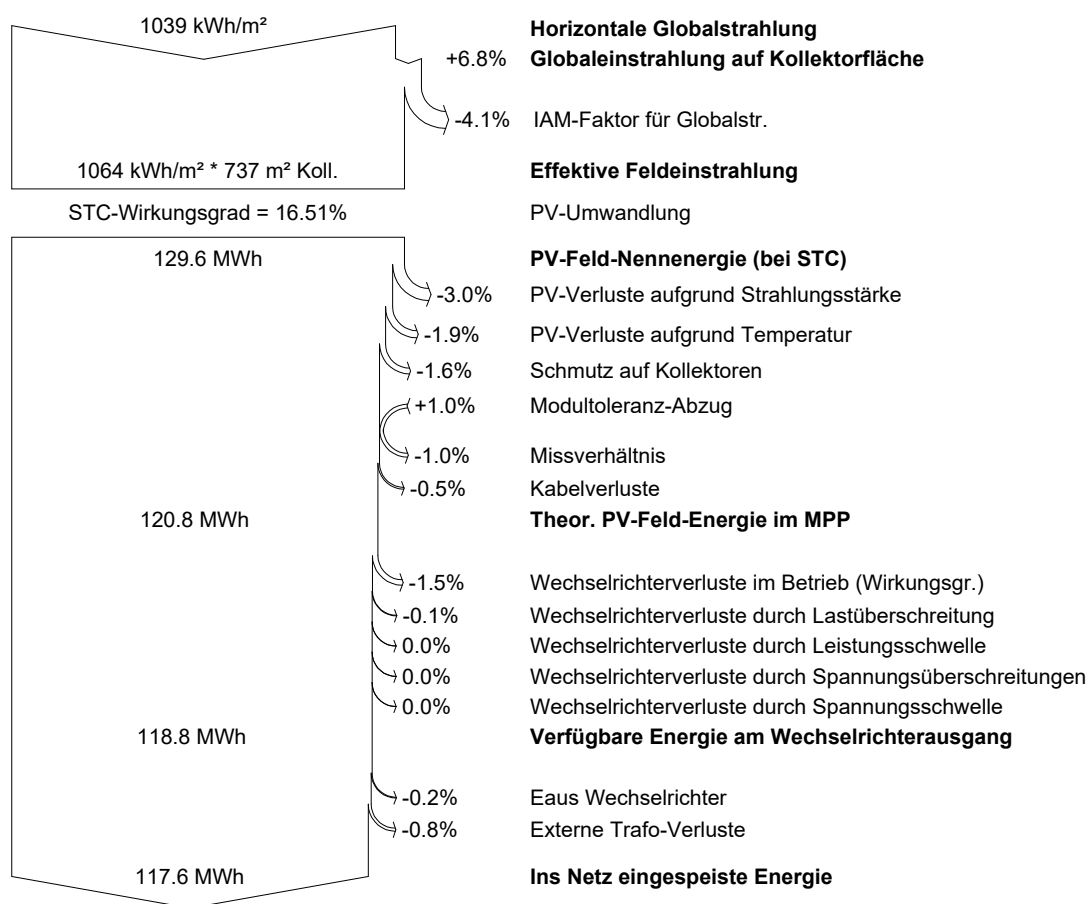 1039 kWh/m² Horizontale Globalstrahlung
+6.8% Globaleinstrahlung auf Kollektorfläche
-4.1% IAM-Faktor für Globalstr.
1064 kWh/m² * 737 m² Koll. Effektive Feldeinstrahlung
STC-Wirkungsgrad = 16.51% PV-Umwandlung
129.6 MWh PV-Feld-Nennenergie (bei STC)
-3.0% PV-Verluste aufgrund Strahlungsstärke
-1.9% PV-Verluste aufgrund Temperatur
-1.6% Schmutz auf Kollektoren
+1.0% Modultoleranz-Abzug
-1.0% Missverhältnis
-0.5% Kabelverluste
120.8 MWh Theor. PV-Feld-Energie im MPP
-1.5% Wechselrichterverluste im Betrieb (Wirkungsgr.)
-0.1% Wechselrichterverluste durch Lastüberschreitung
0.0% Wechselrichterverluste durch Leistungsschwelle
0.0% Wechselrichterverluste durch Spannungsüberschreitungen
0.0% Wechselrichterverluste durch Spannungsschwelle
118.8 MWh Verfügbare Energie am Wechselrichterausgang
-0.2% Eaus Wechselrichter
-0.8% Externe Trafo-Verluste
117.6 MWh Ins Netz eingespeiste Energie